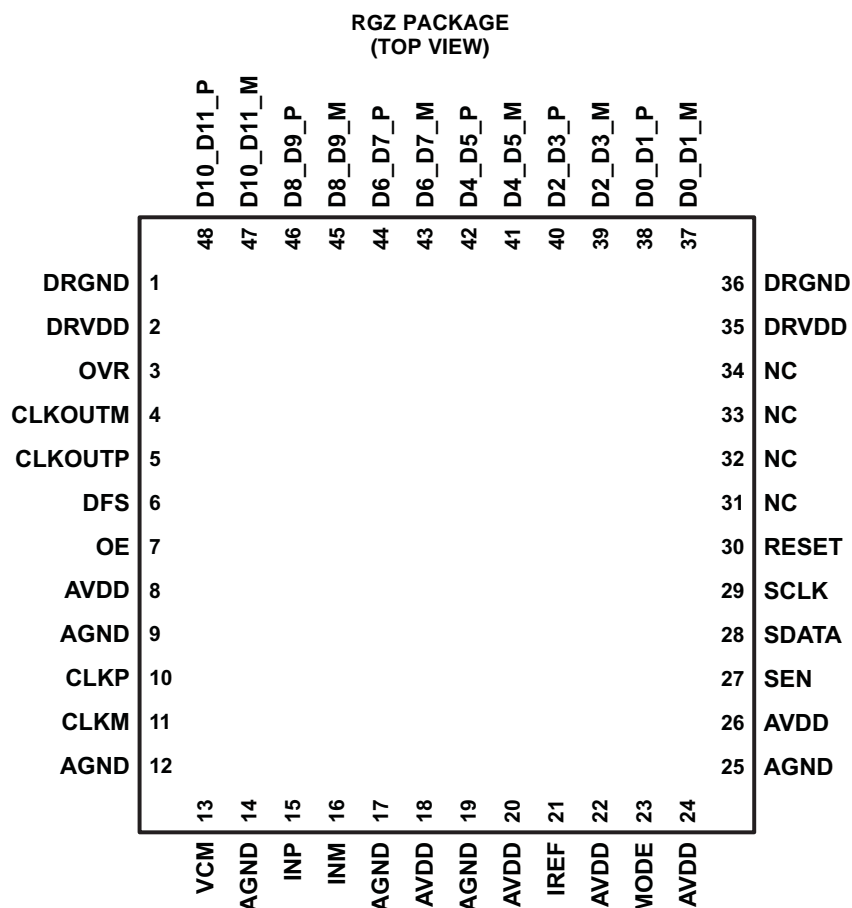 RGZ PACKAGE
(TOP VIEW)
D10_D11_P
D10_D11_M
D8_D9_P
D8_D9_M
D6_D7_P
D6_D7_M
D4_D5_P
D4_D5_M
D2_D3_P
D2_D3_M
D0_D1_P
D0_D1_M
48 47 46 45 44 43 42 41 40 39 38 37
DRGND 1 36 DRGND
DRVDD 2 35 DRVDD
OVR 3 34 NC
CLKOUTM 4 33 NC
CLKOUTP 5 32 NC
DFS 6 31 NC
OE 7 30 RESET
AVDD 8 29 SCLK
AGND 9 28 SDATA
CLKP 10 27 SEN
CLKM 11 26 AVDD
AGND 12 25 AGND
13 14 15 16 17 18 19 20 21 22 23 24
VCM
AGND
INP
INM
AGND
AVDD
AGND
AVDD
IREF
AVDD
MODE
AVDD